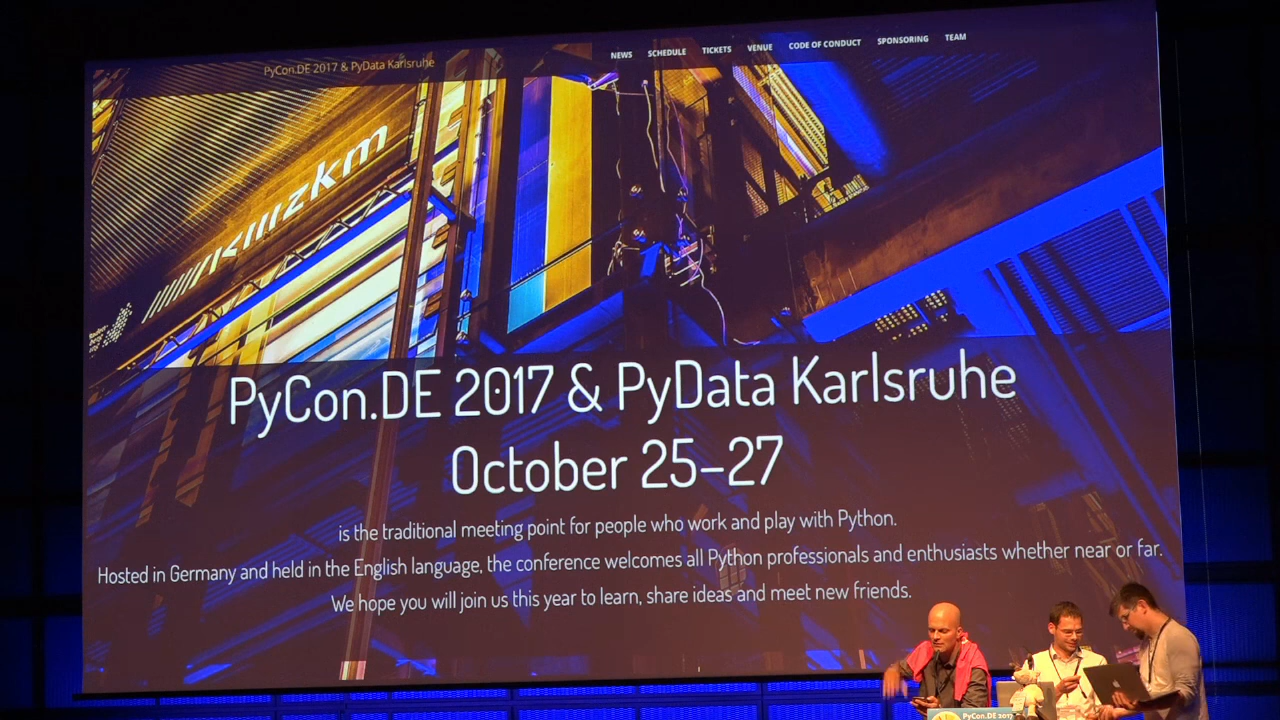 PyCon.DE 2017 & PyData Karlsruhe
NEWS SCHEDULE TICKETS VENUE CODE OF CONDUCT SPONSORING TEAM
zkm
PyCon.DE 2017 & PyData Karlsruhe
October 25–27
is the traditional meeting point for people who work and play with Python.
Hosted in Germany and held in the English language, the conference welcomes all Python professionals and enthusiasts whether near or far.
We hope you will join us this year to learn, share ideas and meet new friends.
PyCon.DE 2017